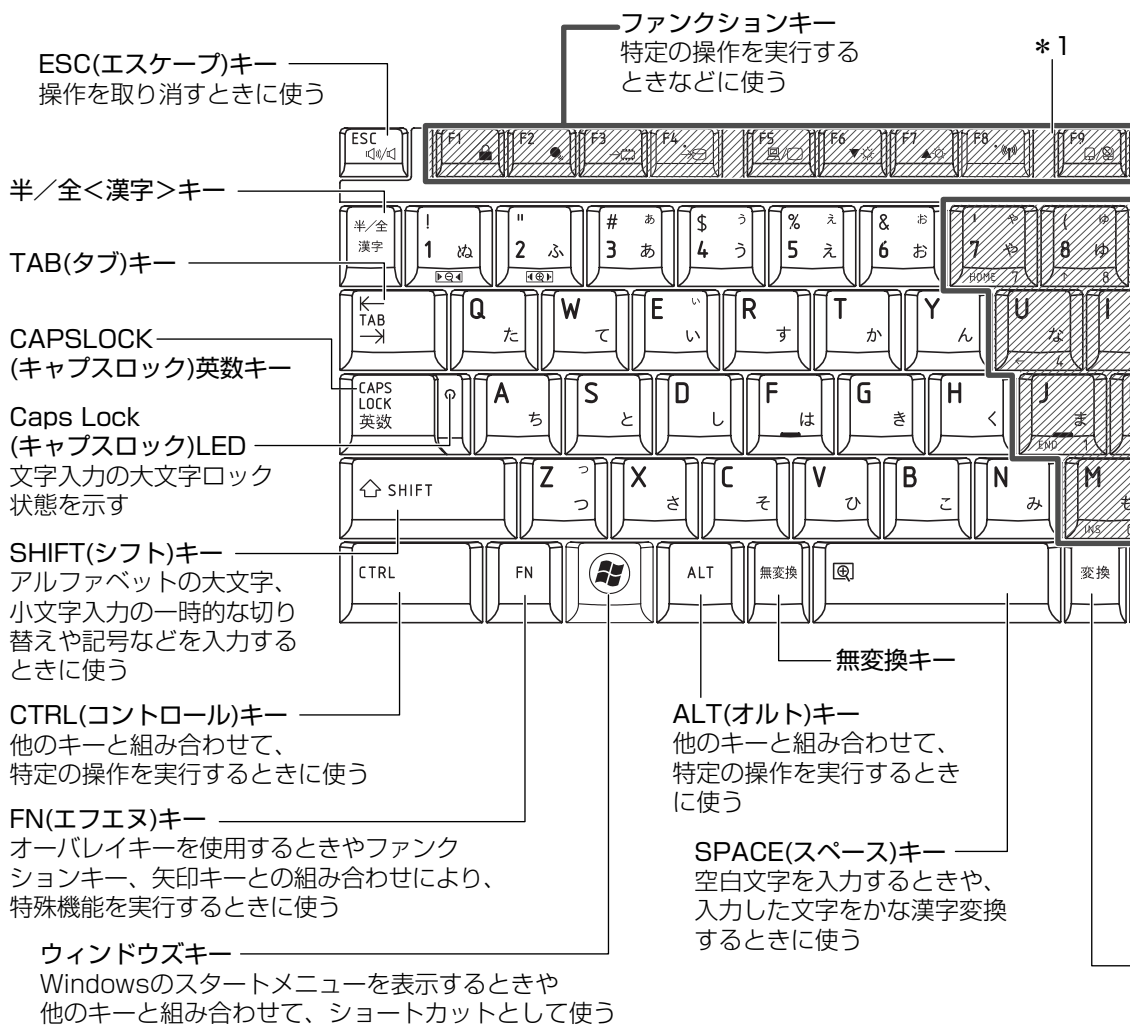 ファンクションキー
特定の操作を実行する
ときなどに使う
＊1
ESC(エスケープ)キー
操作を取り消すときに使う
半／全＜漢字＞キー
TAB(タブ)キー
CAPSLOCK
(キャプスロック)英数キー
Caps Lock
(キャプスロック)LED
文字入力の大文字ロック
状態を示す
SHIFT(シフト)キー
アルファベットの大文字、
小文字入力の一時的な切り
替えや記号などを入力する
ときに使う
CTRL(コントロール)キー
他のキーと組み合わせて、
特定の操作を実行するときに使う
FN(エフエヌ)キー
オーバレイキーを使用するときやファンク
ションキー、矢印キーとの組み合わせにより、
特殊機能を実行するときに使う
ウィンドウズキー
Windowsのスタートメニューを表示するときや
他のキーと組み合わせて、ショートカットとして使う
無変換キー
ALT(オルト)キー
他のキーと組み合わせて、
特定の操作を実行するとき
に使う
SPACE(スペース)キー
空白文字を入力するときや、
入力した文字をかな漢字変換
するときに使う
ESC F1 F2 F3 F4 F5 F6 F7 F8 F9
半／全 ! " # ぁ $ ぅ % ぇ & ぉ ' ゃ ( ゅ
漢字 1 ぬ 2 ふ 3 あ 4 う 5 え 6 お 7 や 8 ゆ
HOME 7 ↑ 8
TAB Q た W て E ぃ い R す T か Y ん U な I
← 4
CAPS
LOCK
英数 A ち S と D し F は G き H く J ま
END 1
SHIFT Z っ つ X さ C そ V ひ B こ N み M も
INS
CTRL FN ALT 無変換 変換